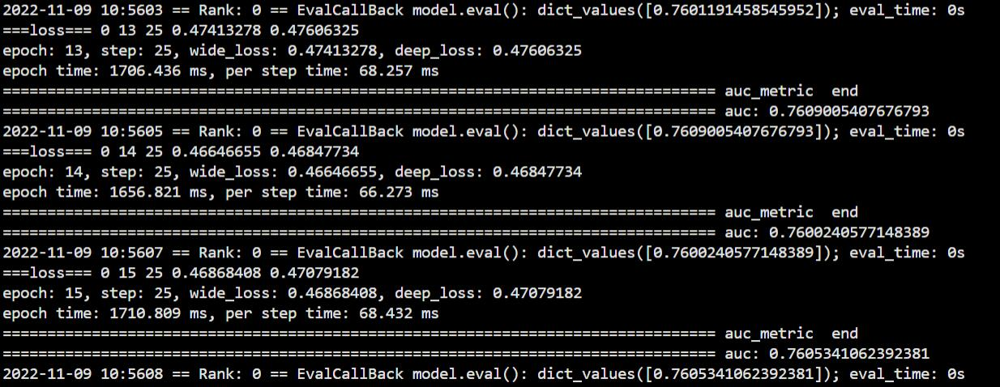 2022-11-09 10:5603 == Rank: 0 == EvalCallBack model.eval(): dict_values([0.7601191458545952]); eval_time: 0s
===loss=== 0 13 25 0.47413278 0.47606325
epoch: 13, step: 25, wide_loss: 0.47413278, deep_loss: 0.47606325
epoch time: 1706.436 ms, per step time: 68.257 ms
================================================================================ auc_metric  end
================================================================================ auc: 0.7609005407676793
2022-11-09 10:5605 == Rank: 0 == EvalCallBack model.eval(): dict_values([0.7609005407676793]); eval_time: 0s
===loss=== 0 14 25 0.46646655 0.46847734
epoch: 14, step: 25, wide_loss: 0.46646655, deep_loss: 0.46847734
epoch time: 1656.821 ms, per step time: 66.273 ms
================================================================================ auc_metric  end
================================================================================ auc: 0.7600240577148389
2022-11-09 10:5607 == Rank: 0 == EvalCallBack model.eval(): dict_values([0.7600240577148389]); eval_time: 0s
===loss=== 0 15 25 0.46868408 0.47079182
epoch: 15, step: 25, wide_loss: 0.46868408, deep_loss: 0.47079182
epoch time: 1710.809 ms, per step time: 68.432 ms
================================================================================ auc_metric  end
================================================================================ auc: 0.7605341062392381
2022-11-09 10:5608 == Rank: 0 == EvalCallBack model.eval(): dict_values([0.7605341062392381]); eval_time: 0s